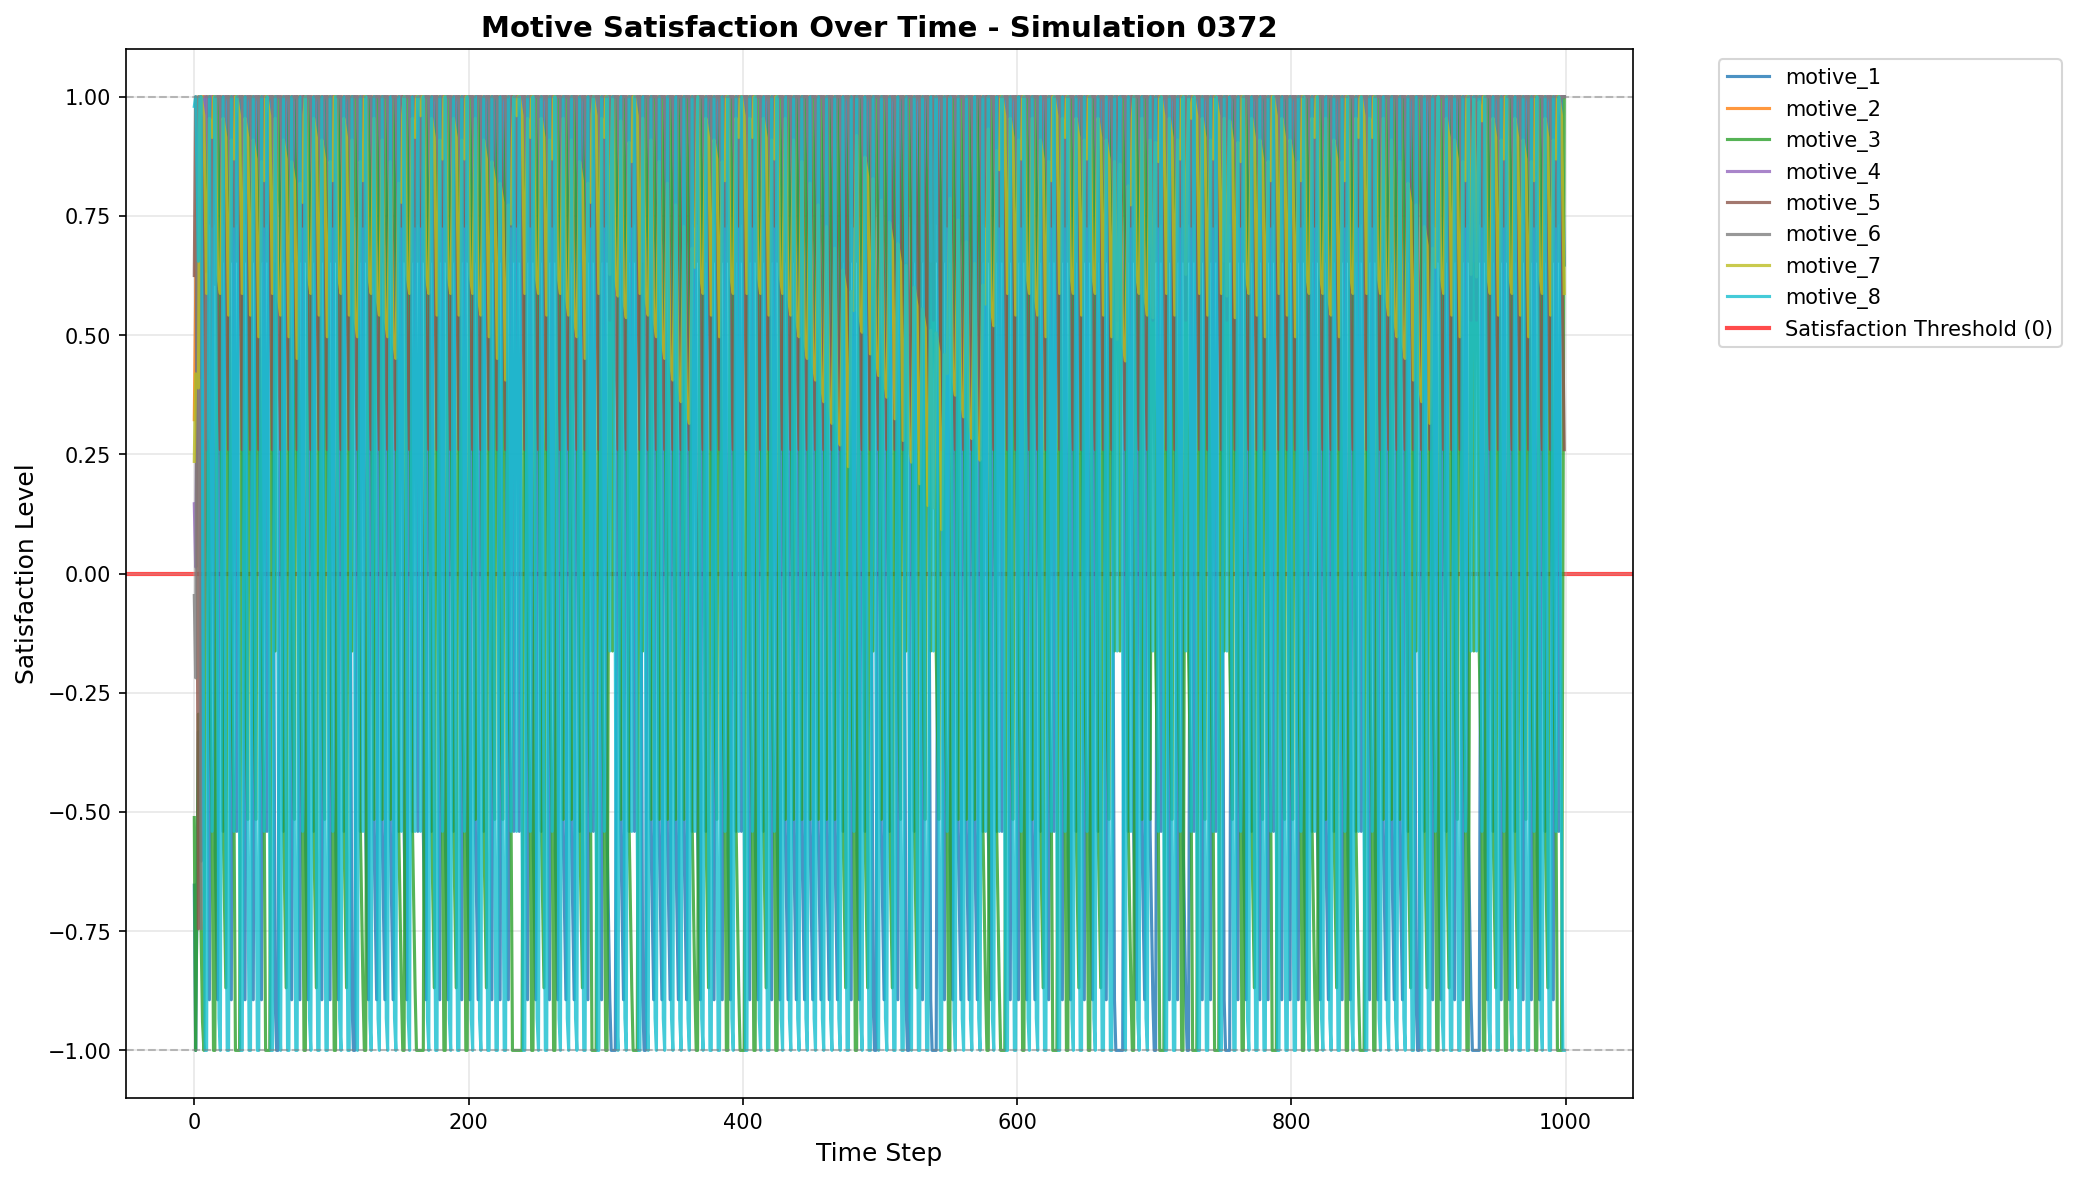 Motive Satisfaction Over Time - Simulation 0372
Satisfaction Level
1.00
0.75
0.50
0.25
0.00
−0.25
−0.50
−0.75
−1.00
0
200
400
600
800
1000
Time Step
motive_1
motive_2
motive_3
motive_4
motive_5
motive_6
motive_7
motive_8
Satisfaction Threshold (0)